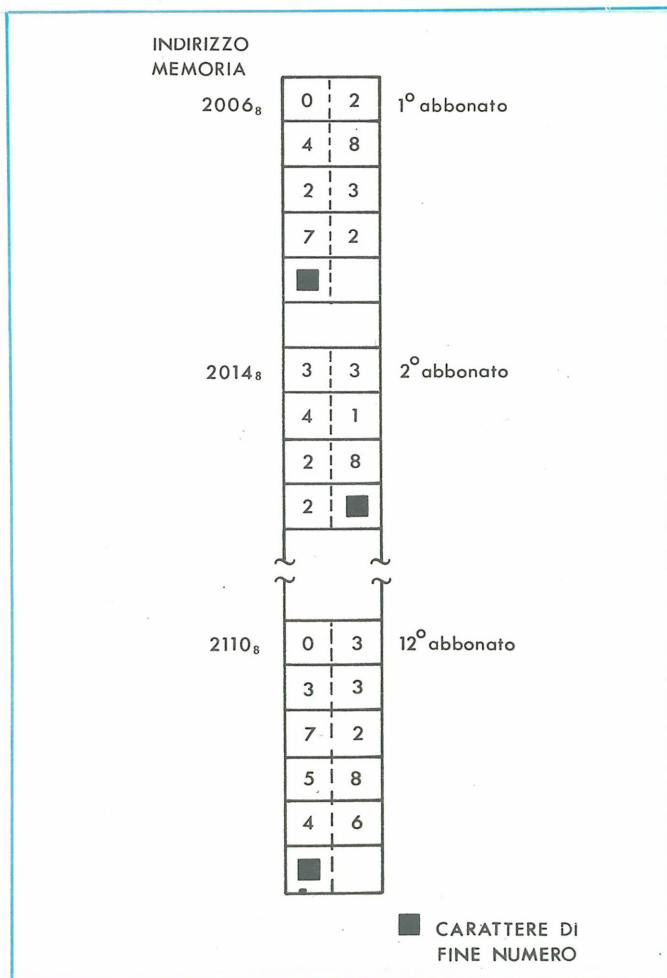 INDIRIZZO
MEMORIA
2006₈ 0 2 1° abbonato
4 8
2 3
7 2
■
2014₈ 3 3 2° abbonato
4 1
2 8
2 ■
2110₈ 0 3 12° abbonato
3 3
7 2
5 8
4 6
■
■ CARATTERE DI
FINE NUMERO